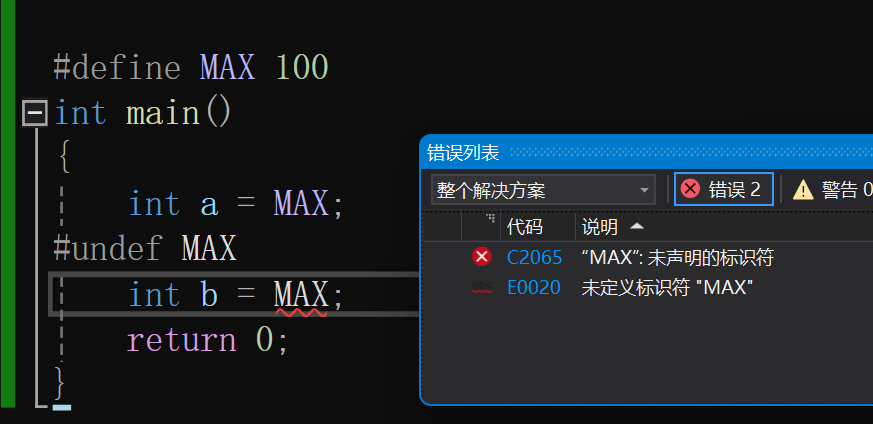 #define MAX 100
int main()
{
int a = MAX;
#undef MAX
int b = MAX;
return 0;
}
错误列表
整个解决方案 错误 2 警告 0
代码 说明
C2065 “MAX”: 未声明的标识符
abc E0020 未定义标识符 "MAX"